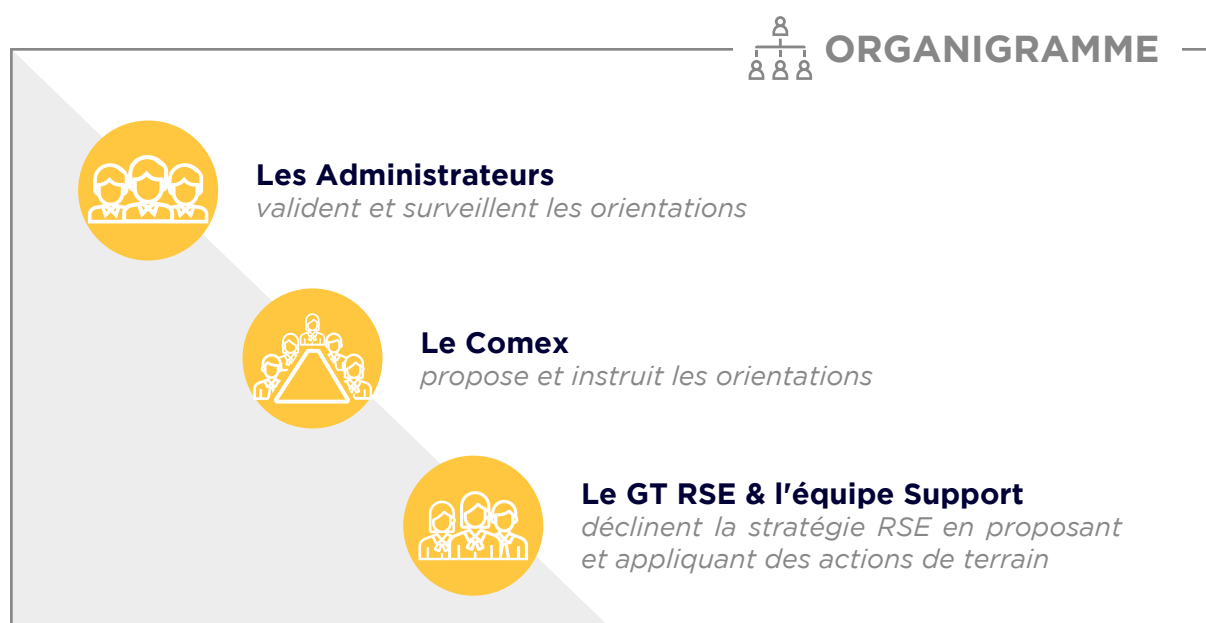 ORGANIGRAMME
Les Administrateurs
valident et surveillent les orientations
Le Comex
propose et instruit les orientations
Le GT RSE & l'équipe Support
déclinent la stratégie RSE en proposant
et appliquant des actions de terrain